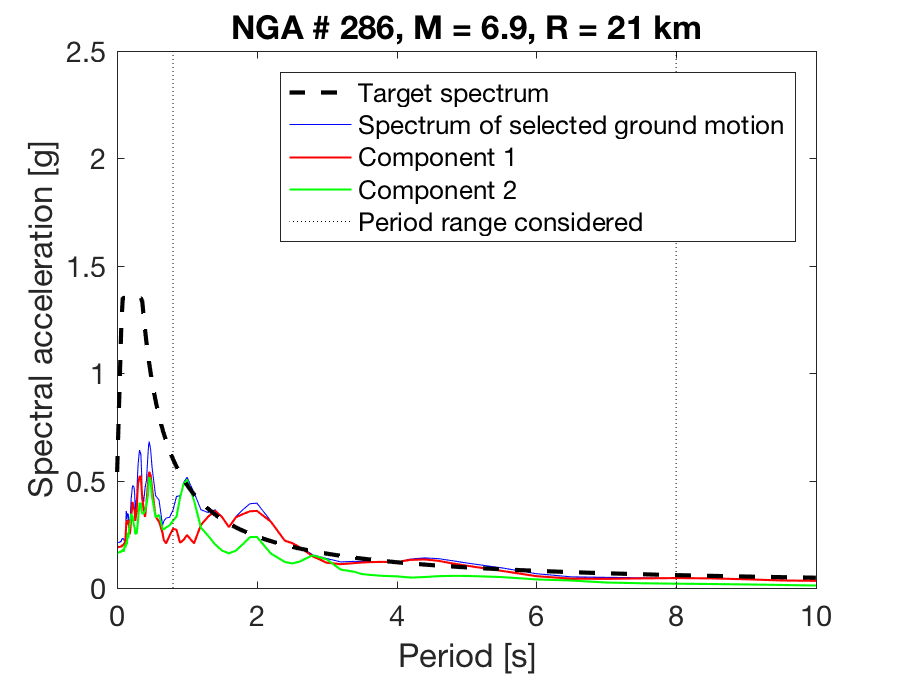 NGA # 286, M = 6.9, R = 21 km
2.5
Target spectrum
Spectrum of selected ground motion
Component 1
Component 2
Period range considered
2
1.5
1
0.5
0
Spectral acceleration [g]
0 2 4 6 8 10
Period [s]